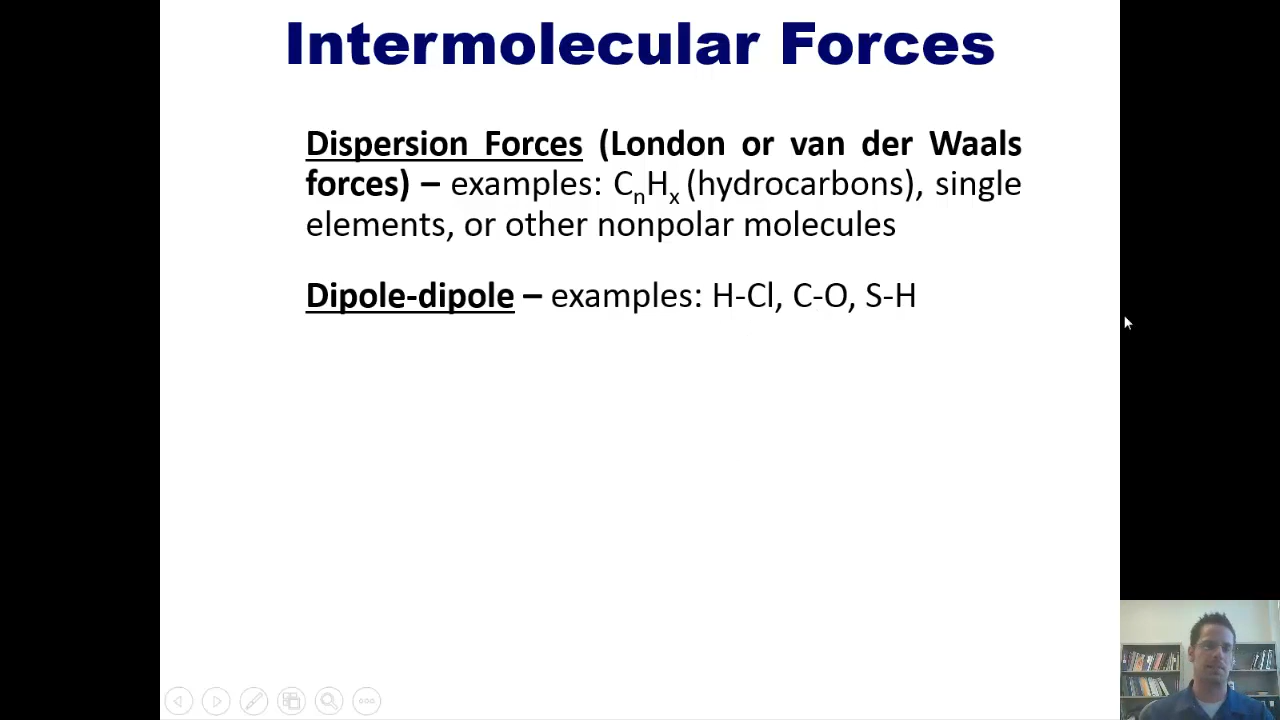 Intermolecular Forces
Dispersion Forces (London or van der Waals
forces) – examples: CnHx (hydrocarbons), single
elements, or other nonpolar molecules
Dipole-dipole – examples: H-Cl, C-O, S-H